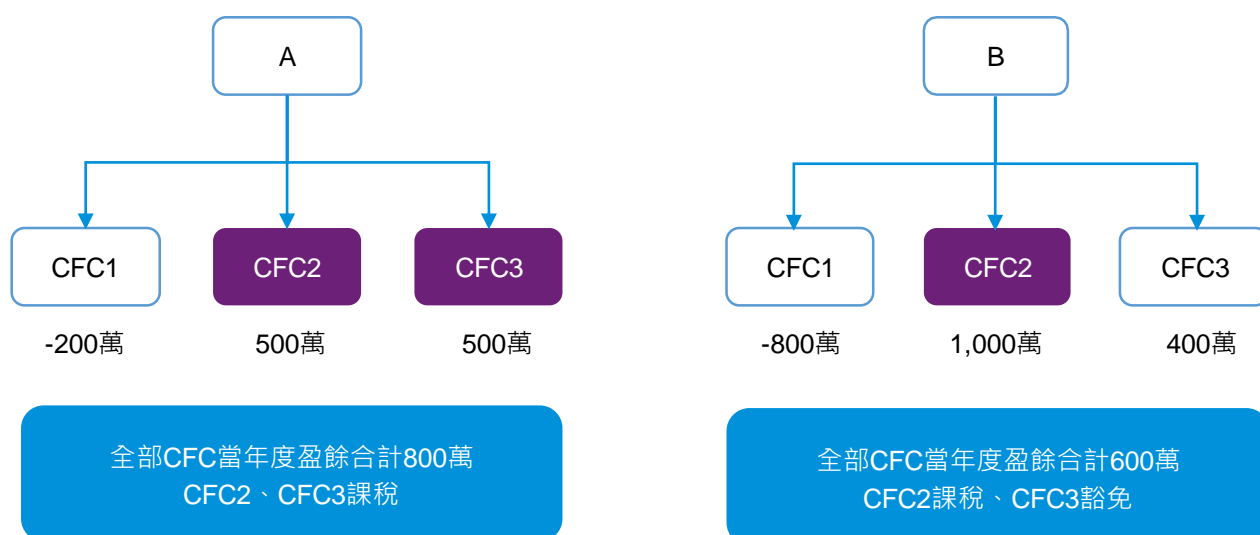 A
CFC1
CFC2
CFC3
-200萬
500萬
500萬
全部CFC當年度盈餘合計800萬
CFC2、CFC3課稅
B
CFC1
CFC2
CFC3
-800萬
1,000萬
400萬
全部CFC當年度盈餘合計600萬
CFC2課稅、CFC3豁免